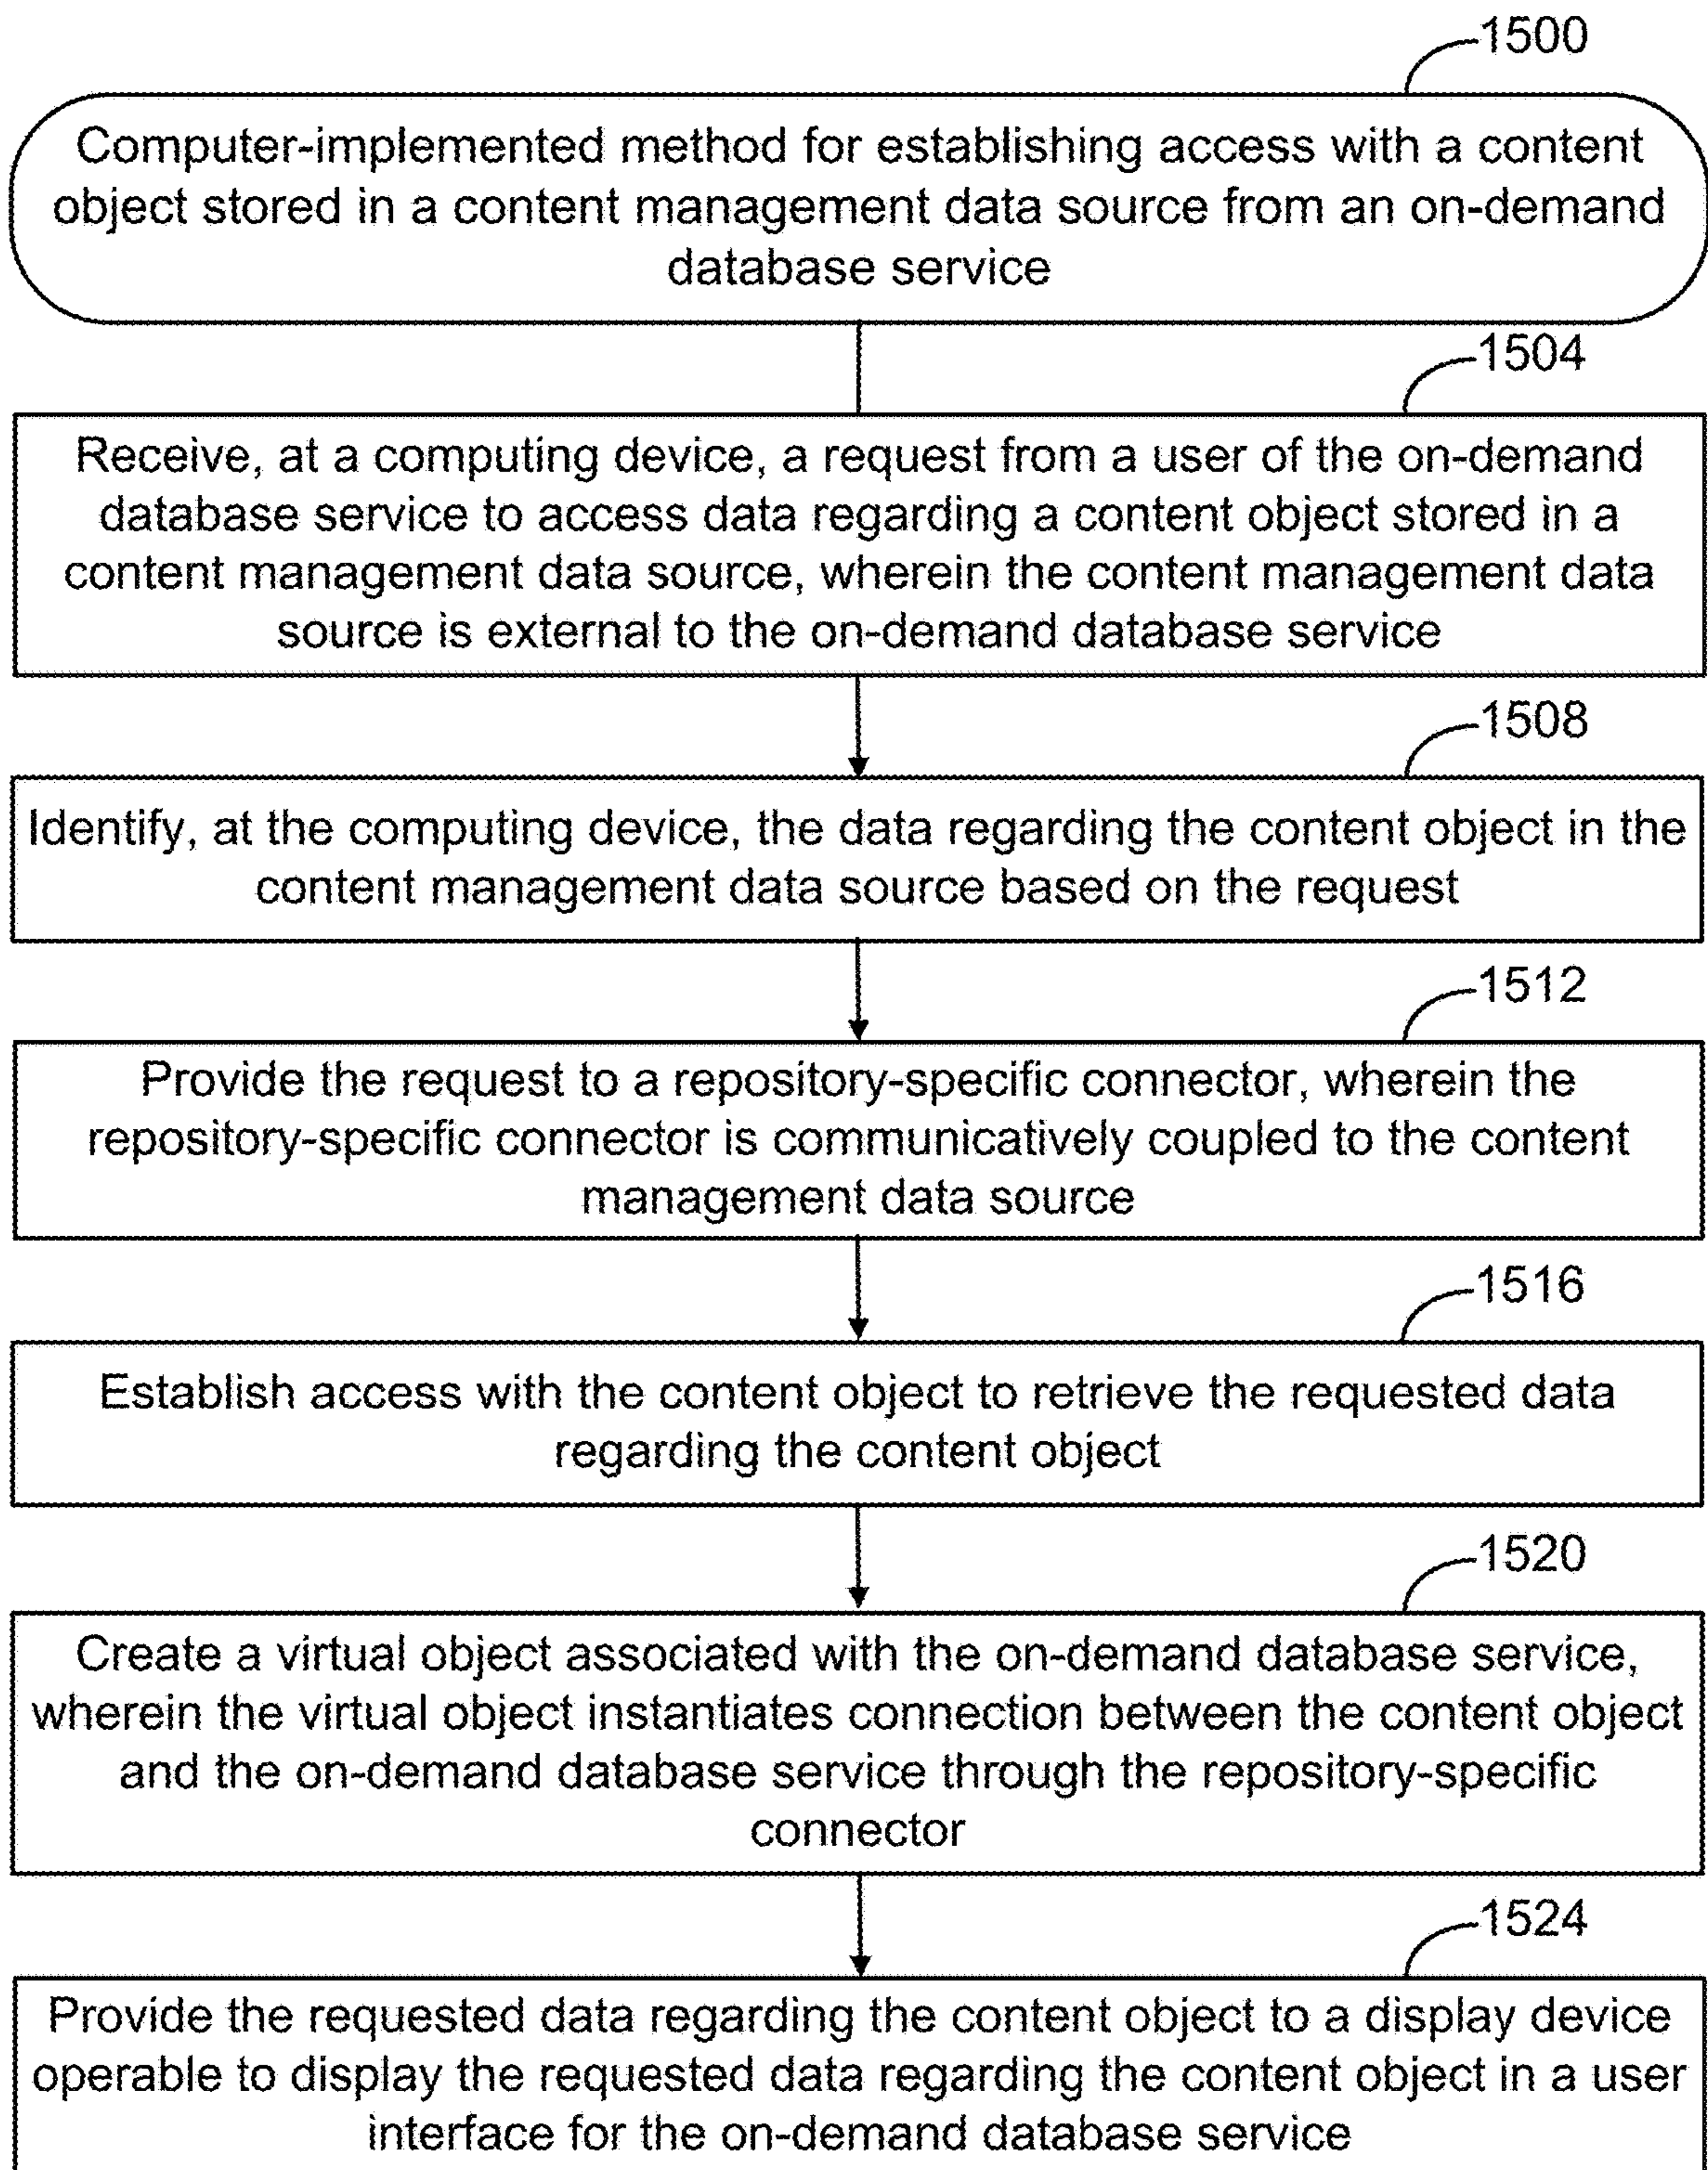 1500
Computer-implemented method for establishing access with a content
object stored in a content management data source from an on-demand
database service
1504
Receive, at a computing device, a request from a user of the on-demand
database service to access data regarding a content object stored in a
content management data source, wherein the content management data
source is external to the on-demand database service
1508
Identify, at the computing device, the data regarding the content object in the
content management data source based on the request
1512
Provide the request to a repository-specific connector, wherein the
repository-specific connector is communicatively coupled to the content
management data source
1516
Establish access with the content object to retrieve the requested data
regarding the content object
1520
Create a virtual object associated with the on-demand database service,
wherein the virtual object instantiates connection between the content object
and the on-demand database service through the repository-specific
connector
1524
Provide the requested data regarding the content object to a display device
operable to display the requested data regarding the content object in a user
interface for the on-demand database service